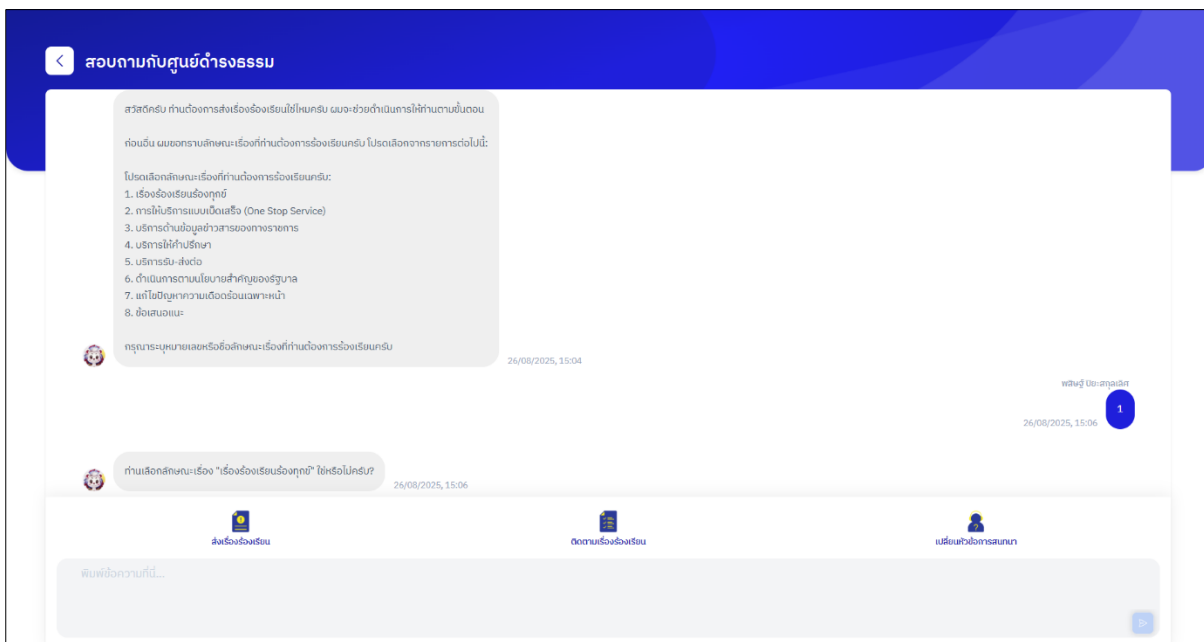 สอบถามกับศูนย์ดำรงธรรม
สวัสดีครับ ท่านต้องการส่งเรื่องร้องเรียนใช่ไหมครับ ผมจะช่วยดำเนินการให้ท่านตามขั้นตอน
ก่อนอื่น ผมขอทราบลักษณะเรื่องที่ท่านต้องการร้องเรียนครับ โปรดเลือกจากรายการต่อไปนี้:
โปรดเลือกลักษณะเรื่องที่ท่านต้องการร้องเรียนครับ:
1. เรื่องร้องเรียนร้องทุกข์
2. การให้บริการแบบเบ็ดเสร็จ (One Stop Service)
3. บริการด้านข้อมูลข่าวสารของทางราชการ
4. บริการให้คำปรึกษา
5. บริการรับ-ส่งต่อ
6. ดำเนินการตามนโยบายสำคัญของรัฐบาล
7. แก้ไขปัญหาความเดือดร้อนเฉพาะหน้า
8. ข้อเสนอแนะ
กรุณาระบุหมายเลขหรือชื่อลักษณะเรื่องที่ท่านต้องการร้องเรียนครับ
26/08/2025, 15:04
พสิษฐ์ ปิยะสกุลเลิศ
1
26/08/2025, 15:06
ท่านเลือกลักษณะเรื่อง "เรื่องร้องเรียนร้องทุกข์" ใช่หรือไม่ครับ?
26/08/2025, 15:06
ส่งเรื่องร้องเรียน
ติดตามเรื่องร้องเรียน
เปลี่ยนหัวข้อการสนทนา
พิมพ์ข้อความที่นี่...